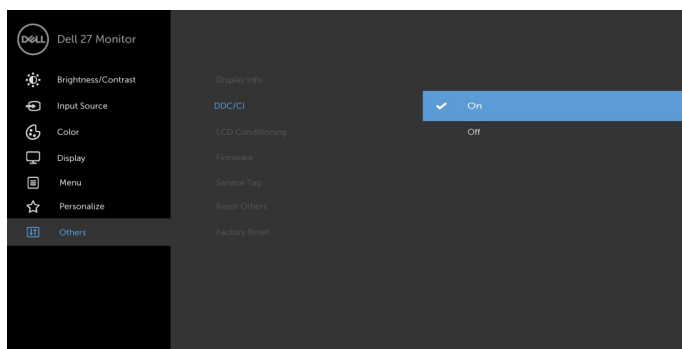 DELL
Dell 27 Monitor
Brightness/Contrast
Input Source
Color
Display
Menu
Personalize
Others
Display Info
DDC/CI
LCD Conditioning
Firmware
Service Tag
Reset Others
Factory Reset
On
Off